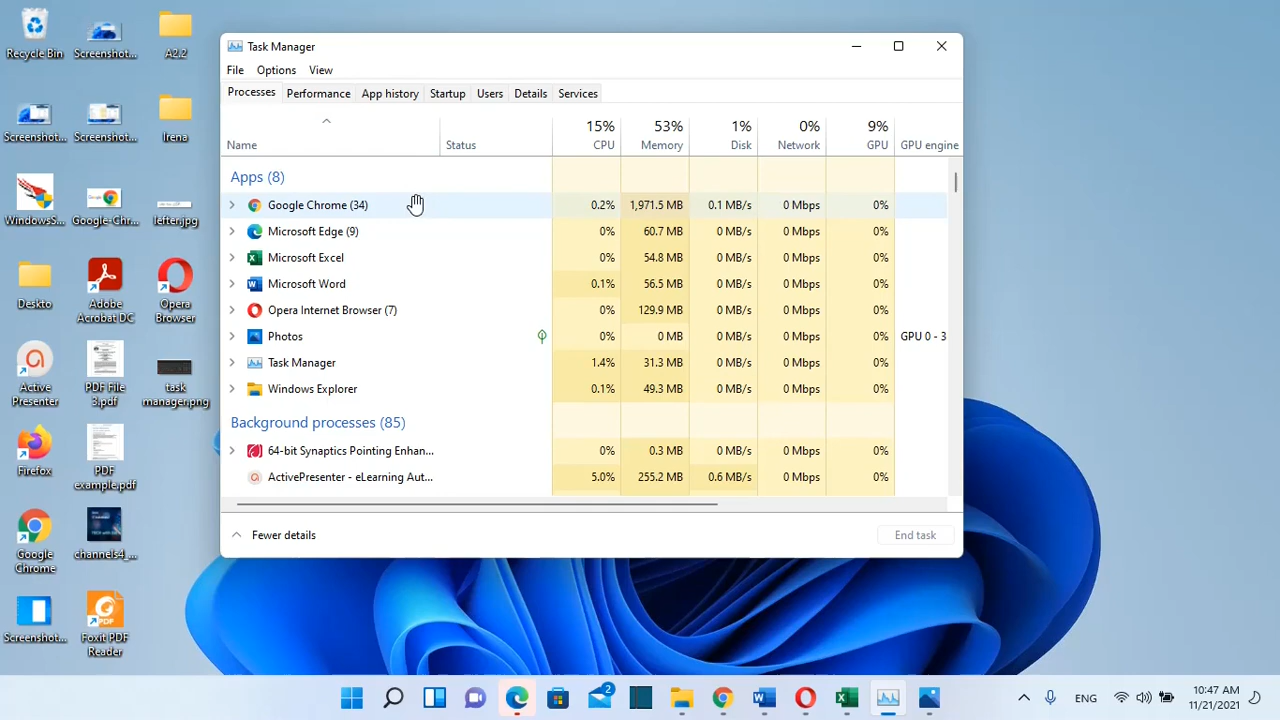 Recycle Bin
Screenshot...
A2.2
Screenshot...
Screenshot...
Irena
WindowsS...
Google-Chr...
lefter.jpg
Deskto
Adobe
Acrobat DC
Opera
Browser
Active
Presenter
PDF File
3.pdf
task
manager.png
Firefox
PDF
example.pdf
Google
Chrome
channels4_...
Screenshot...
Foxit PDF
Reader
Task Manager
File Options View
Processes Performance App history Startup Users Details Services
15% 53% 1% 0% 9%
Name Status CPU Memory Disk Network GPU GPU engine
Apps (8)
Google Chrome (34) 0.2% 1,971.5 MB 0.1 MB/s 0 Mbps 0%
Microsoft Edge (9) 0% 60.7 MB 0 MB/s 0 Mbps 0%
Microsoft Excel 0% 54.8 MB 0 MB/s 0 Mbps 0%
Microsoft Word 0.1% 56.5 MB 0 MB/s 0 Mbps 0%
Opera Internet Browser (7) 0% 129.9 MB 0 MB/s 0 Mbps 0%
Photos 0% 0 MB 0 MB/s 0 Mbps 0% GPU 0 - 3
Task Manager 1.4% 31.3 MB 0 MB/s 0 Mbps 0%
Windows Explorer 0.1% 49.3 MB 0 MB/s 0 Mbps 0%
Background processes (85)
64-bit Synaptics Pointing Enhan... 0% 0.3 MB 0 MB/s 0 Mbps 0%
ActivePresenter - eLearning Aut... 5.0% 255.2 MB 0.6 MB/s 0 Mbps 0%
Fewer details End task
2
ENG
10:47 AM
11/21/2021